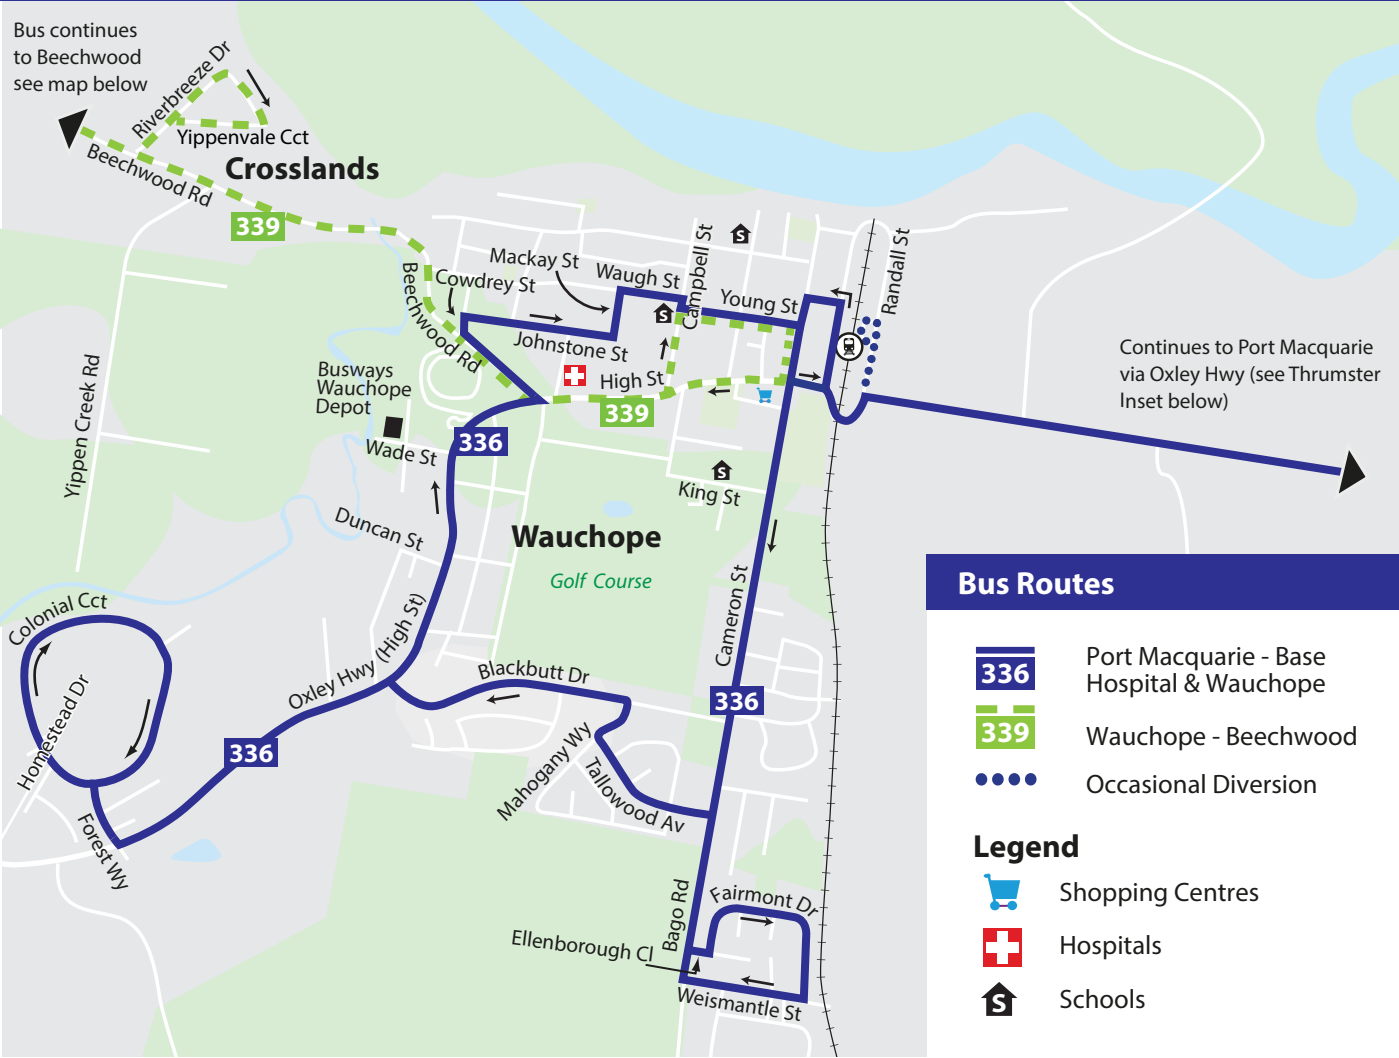 Bus continues
to Beechwood
see map below
Riverbreeze Dr
Yippenvale Cct
Beechwood Rd
Crosslands
339
Mackay St
Waugh St
Campbell St
S
Young St
Randall St
Cowdrey St
Beechwood Rd
S
Johnstone St
High St
339
Continues to Port Macquarie
via Oxley Hwy (see Thrumster
Inset below)
Busways
Wauchope
Depot
Yippen Creek Rd
336
Wade St
S
King St
Duncan St
Wauchope
Golf Course
Cameron St
Colonial Cct
Homestead Dr
Oxley Hwy (High St)
Blackbutt Dr
336
336
Mahogany Wy
Tallowood Av
Forest Wy
Bago Rd
Fairmont Dr
Ellenborough Cl
Weismantle St
Bus Routes
336
Port Macquarie - Base
Hospital & Wauchope
339
Wauchope - Beechwood
Occasional Diversion
Legend
Shopping Centres
Hospitals
S
Schools